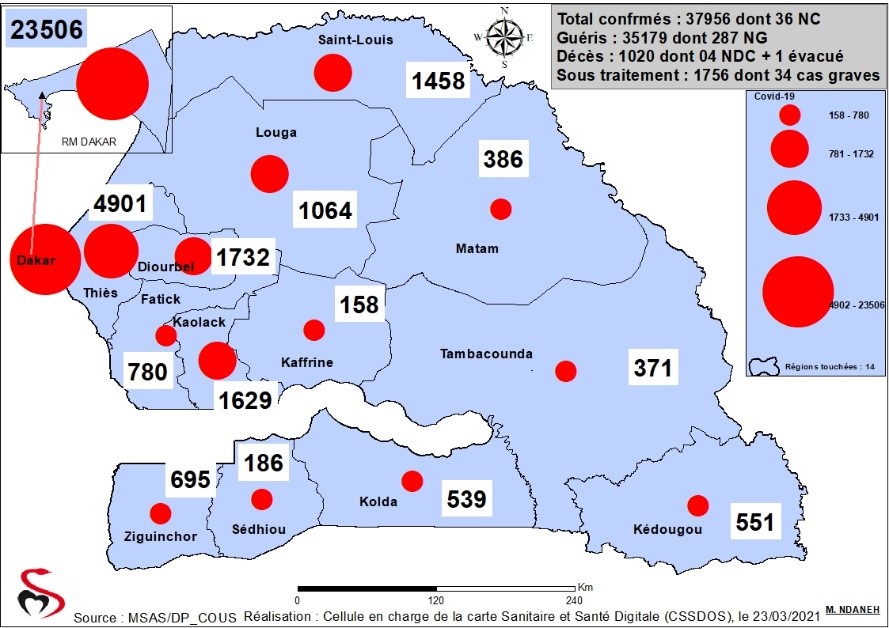 23506
RM DAKAR
Total confrmés : 37956 dont 36 NC
Guéris : 35179 dont 287 NG
Décès : 1020 dont 04 NDC + 1 évacué
Sous traitement : 1756 dont 34 cas graves
N
W
E
S
Covid-19
158 - 780
781 - 1732
1733 - 4901
4902 - 23506
Régions touchées : 14
Saint-Louis
1458
Louga
1064
386
Matam
4901
Dakar
Thiès
Diourbel
1732
Fatick
780
Kaolack
1629
158
Kaffrine
Tambacounda
371
695
Ziguinchor
186
Sédhiou
Kolda
539
Kédougou
551
Km
0 120 240
M. NDANEH
Source : MSAS/DP_COUS Réalisation : Cellule en charge de la carte Sanitaire et Santé Digitale (CSSDOS), le 23/03/2021